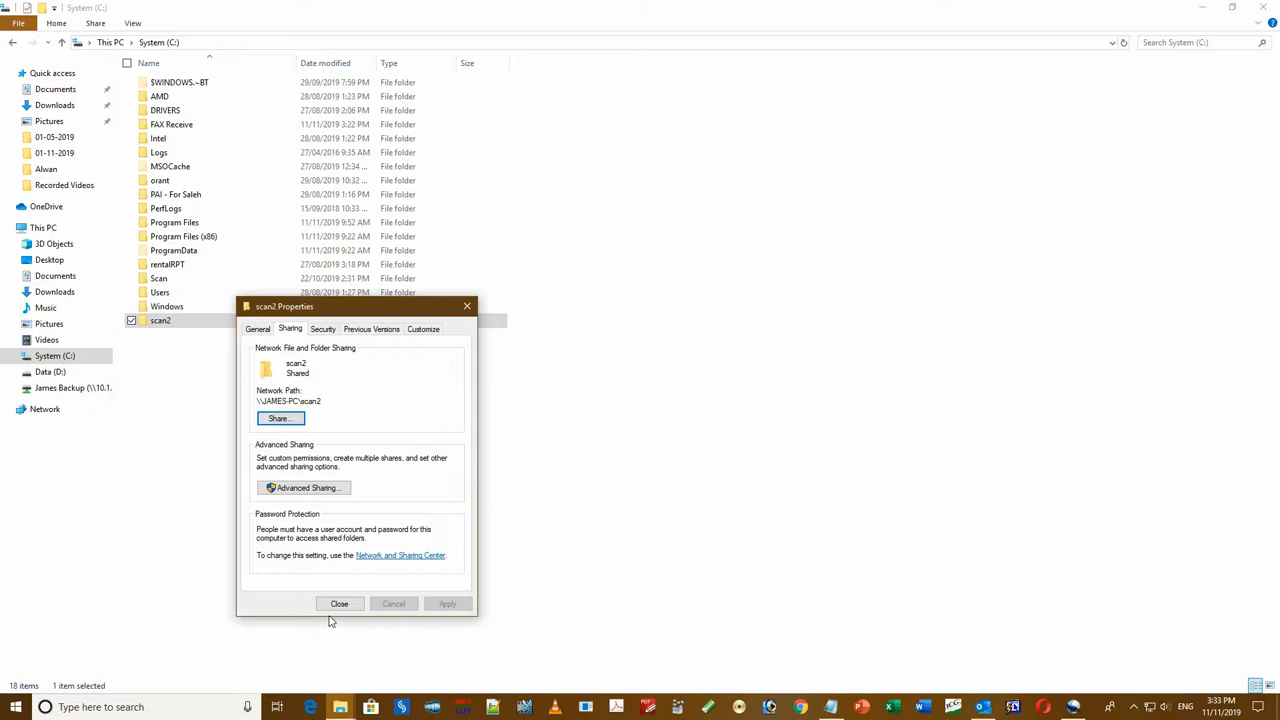 System (C:)
File Home Share View
This PC System (C:)
Search System (C:)
Name Date modified Type Size
Quick access
Documents
Downloads
Pictures
01-05-2019
01-11-2019
Alwan
Recorded Videos
OneDrive
This PC
3D Objects
Desktop
Documents
Downloads
Music
Pictures
Videos
System (C:)
Data (D:)
James Backup (\\10.1.
Network
$WINDOWS.~BT 29/09/2019 7:59 PM File folder
AMD 28/08/2019 1:23 PM File folder
DRIVERS 27/08/2019 2:06 PM File folder
FAX Receive 11/11/2019 3:22 PM File folder
Intel 28/08/2019 1:22 PM File folder
Logs 27/04/2016 9:35 AM File folder
MSOCache 27/08/2019 12:34 ... File folder
orant 29/08/2019 10:32 ... File folder
PAI - For Saleh 29/08/2019 1:16 PM File folder
PerfLogs 15/09/2018 10:33 ... File folder
Program Files 11/11/2019 9:52 AM File folder
Program Files (x86) 11/11/2019 9:22 AM File folder
ProgramData 11/11/2019 9:22 AM File folder
rentalRPT 27/08/2019 3:18 PM File folder
Scan 22/10/2019 2:31 PM File folder
Users 28/08/2019 1:27 PM File folder
Windows
scan2
scan2 Properties
General Sharing Security Previous Versions Customize
Network File and Folder Sharing
scan2
Shared
Network Path:
\\JAMES-PC\scan2
Share...
Advanced Sharing
Set custom permissions, create multiple shares, and set other
advanced sharing options.
Advanced Sharing...
Password Protection
People must have a user account and password for this
computer to access shared folders.
To change this setting, use the Network and Sharing Center.
Close Cancel Apply
18 items 1 item selected
Type here to search
ENG
3:33 PM
11/11/2019